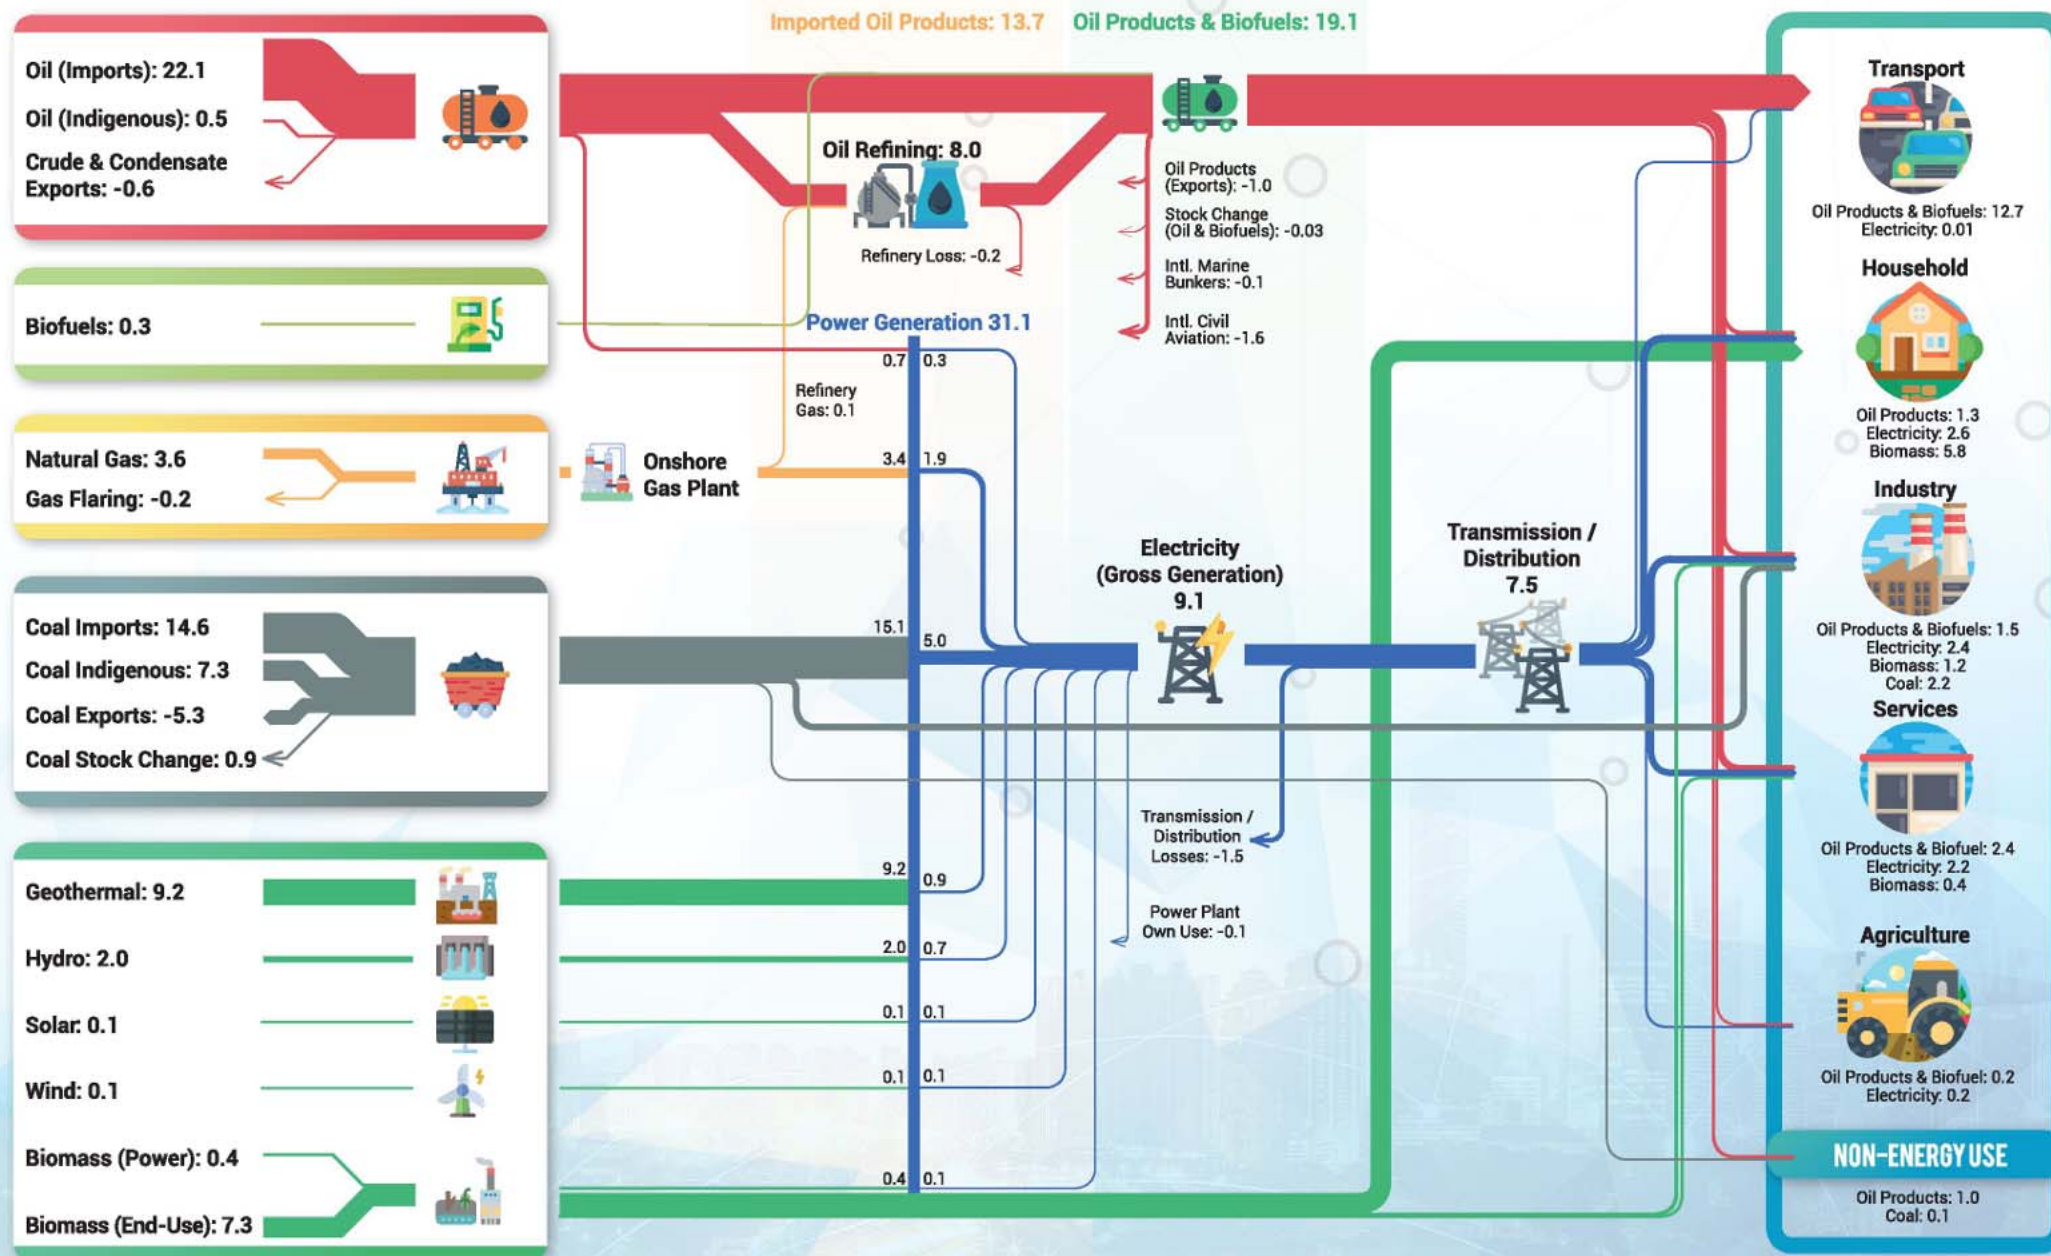 Imported Oil Products: 13.7
Oil Products & Biofuels: 19.1
Oil (Imports): 22.1
Oil (Indigenous): 0.5
Crude & Condensate
Exports: -0.6
Biofuels: 0.3
Natural Gas: 3.6
Gas Flaring: -0.2
Coal Imports: 14.6
Coal Indigenous: 7.3
Coal Exports: -5.3
Coal Stock Change: 0.9
Geothermal: 9.2
Hydro: 2.0
Solar: 0.1
Wind: 0.1
Biomass (Power): 0.4
Biomass (End-Use): 7.3
Oil Refining: 8.0
Refinery Loss: -0.2
Oil Products
(Exports): -1.0
Stock Change
(Oil & Biofuels): -0.03
Intl. Marine
Bunkers: -0.1
Intl. Civil
Aviation: -1.6
Power Generation 31.1
0.7 0.3
Refinery
Gas: 0.1
Onshore
Gas Plant
3.4 1.9
15.1
5.0
9.2 0.9
2.0 0.7
0.1 0.1
0.1 0.1
0.4 0.1
Electricity
(Gross Generation)
9.1
Transmission /
Distribution
7.5
Transmission /
Distribution
Losses: -1.5
Power Plant
Own Use: -0.1
Transport
Oil Products & Biofuels: 12.7
Electricity: 0.01
Household
Oil Products: 1.3
Electricity: 2.6
Biomass: 5.8
Industry
Oil Products & Biofuels: 1.5
Electricity: 2.4
Biomass: 1.2
Coal: 2.2
Services
Oil Products & Biofuel: 2.4
Electricity: 2.2
Biomass: 0.4
Agriculture
Oil Products & Biofuel: 0.2
Electricity: 0.2
NON-ENERGY USE
Oil Products: 1.0
Coal: 0.1